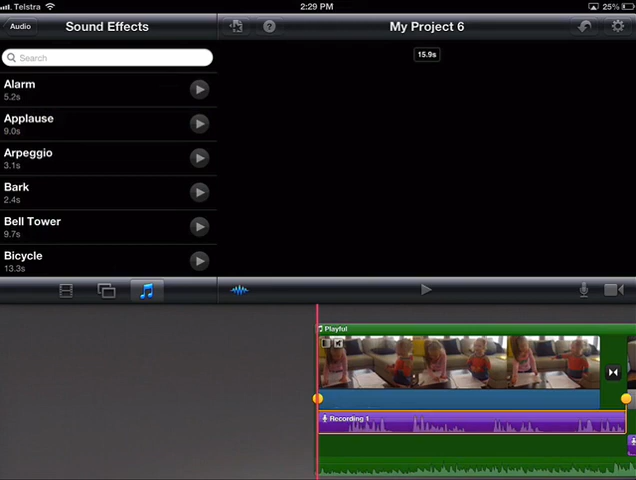 Telstra
2:29 PM
25%
Audio
Sound Effects
?
My Project 6
Search
15.9s
Alarm
5.2s
Applause
9.0s
Arpeggio
3.1s
Bark
2.4s
Bell Tower
9.7s
Bicycle
13.3s
Playful
Recording 1